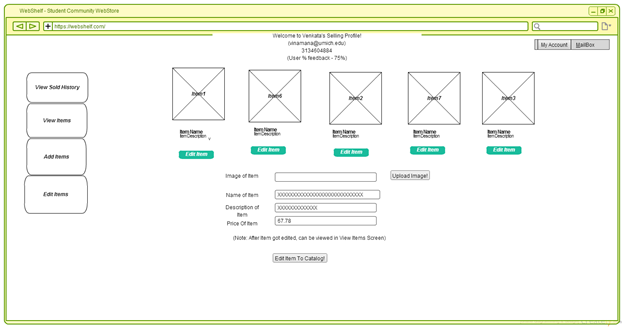 WebShelf - Student Community WebStore
https://webshelf.com/
Welcome to Venkata's Selling Profile!
(vinamana@umich.edu)
3134604884
(User % feedback - 75%)
My Account
MailBox
View Sold History
View Items
Add Items
Edit Items
Item1
Item6
Item2
Item7
Item3
Item Name
Item Description
Item Name
Item Description
Item Name
Item Description
Item Name
Item Description
Item Name
Item Description
Edit Item
Edit Item
Edit Item
Edit Item
Edit Item
Image of Item
Upload Image!
Name of Item
XXXXXXXXXXXXXXXXXXXXXXXXXXX
Description of
Item
XXXXXXXXXXXXX
Price Of Item
67.78
(Note: After Item got edited, can be viewed in View Items Screen)
Edit Item To Catalog!